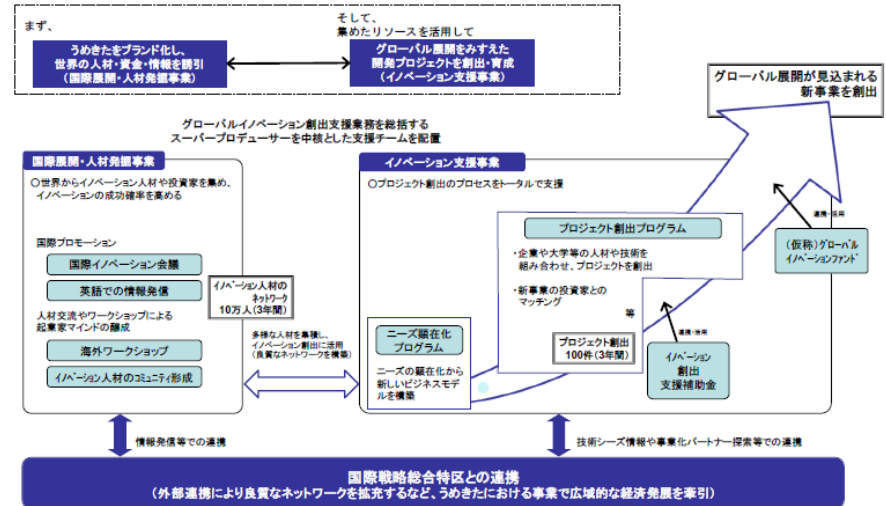 まず、
うめきたをブランド化し、
世界の人材・資金・情報を誘引
(国際展開・人材発掘事業)
そして、
集めたリソースを活用して
グローバル展開をみすえた
開発プロジェクトを創出・育成
(イノベーション支援事業)
グローバル展開が見込まれる
新事業を創出
グローバルイノベーション創出支援業務を総括する
スーパープロデューサーを中核とした支援チームを配置
国際展開・人材発掘事業
○世界からイノベーション人材や投資家を集め、
イノベーションの成功確率を高める
国際プロモーション
国際イノベーション会議
英語での情報発信
人材交流やワークショップによる
起業家マインドの醸成
海外ワークショップ
イノベーション人材のコミュニティ形成
イノベーション人材の
ネットワーク
10万人(3年間)
多様な人材を集積し、
イノベーション創出に活用
(良質なネットワークを構築)
イノベーション支援事業
○プロジェクト創出のプロセスをトータルで支援
ニーズ顕在化
プログラム
ニーズの顕在化から
新しいビジネスモデ
ルを構築
プロジェクト創出プログラム
・企業や大学等の人材や技術を
組み合わせ、プロジェクトを創出
・新事業の投資家との
マッチング
等
プロジェクト創出
100件(3年間)
連携・活用
イノベーション
創出
支援補助金
連携・活用
(仮称)グローバル
イノベーションファンド
情報発信等での連携
技術シーズ情報や事業化パートナー探索等での連携
国際戦略総合特区との連携
(外部連携により良質なネットワークを拡充するなど、うめきたにおける事業で広域的な経済発展を牽引)